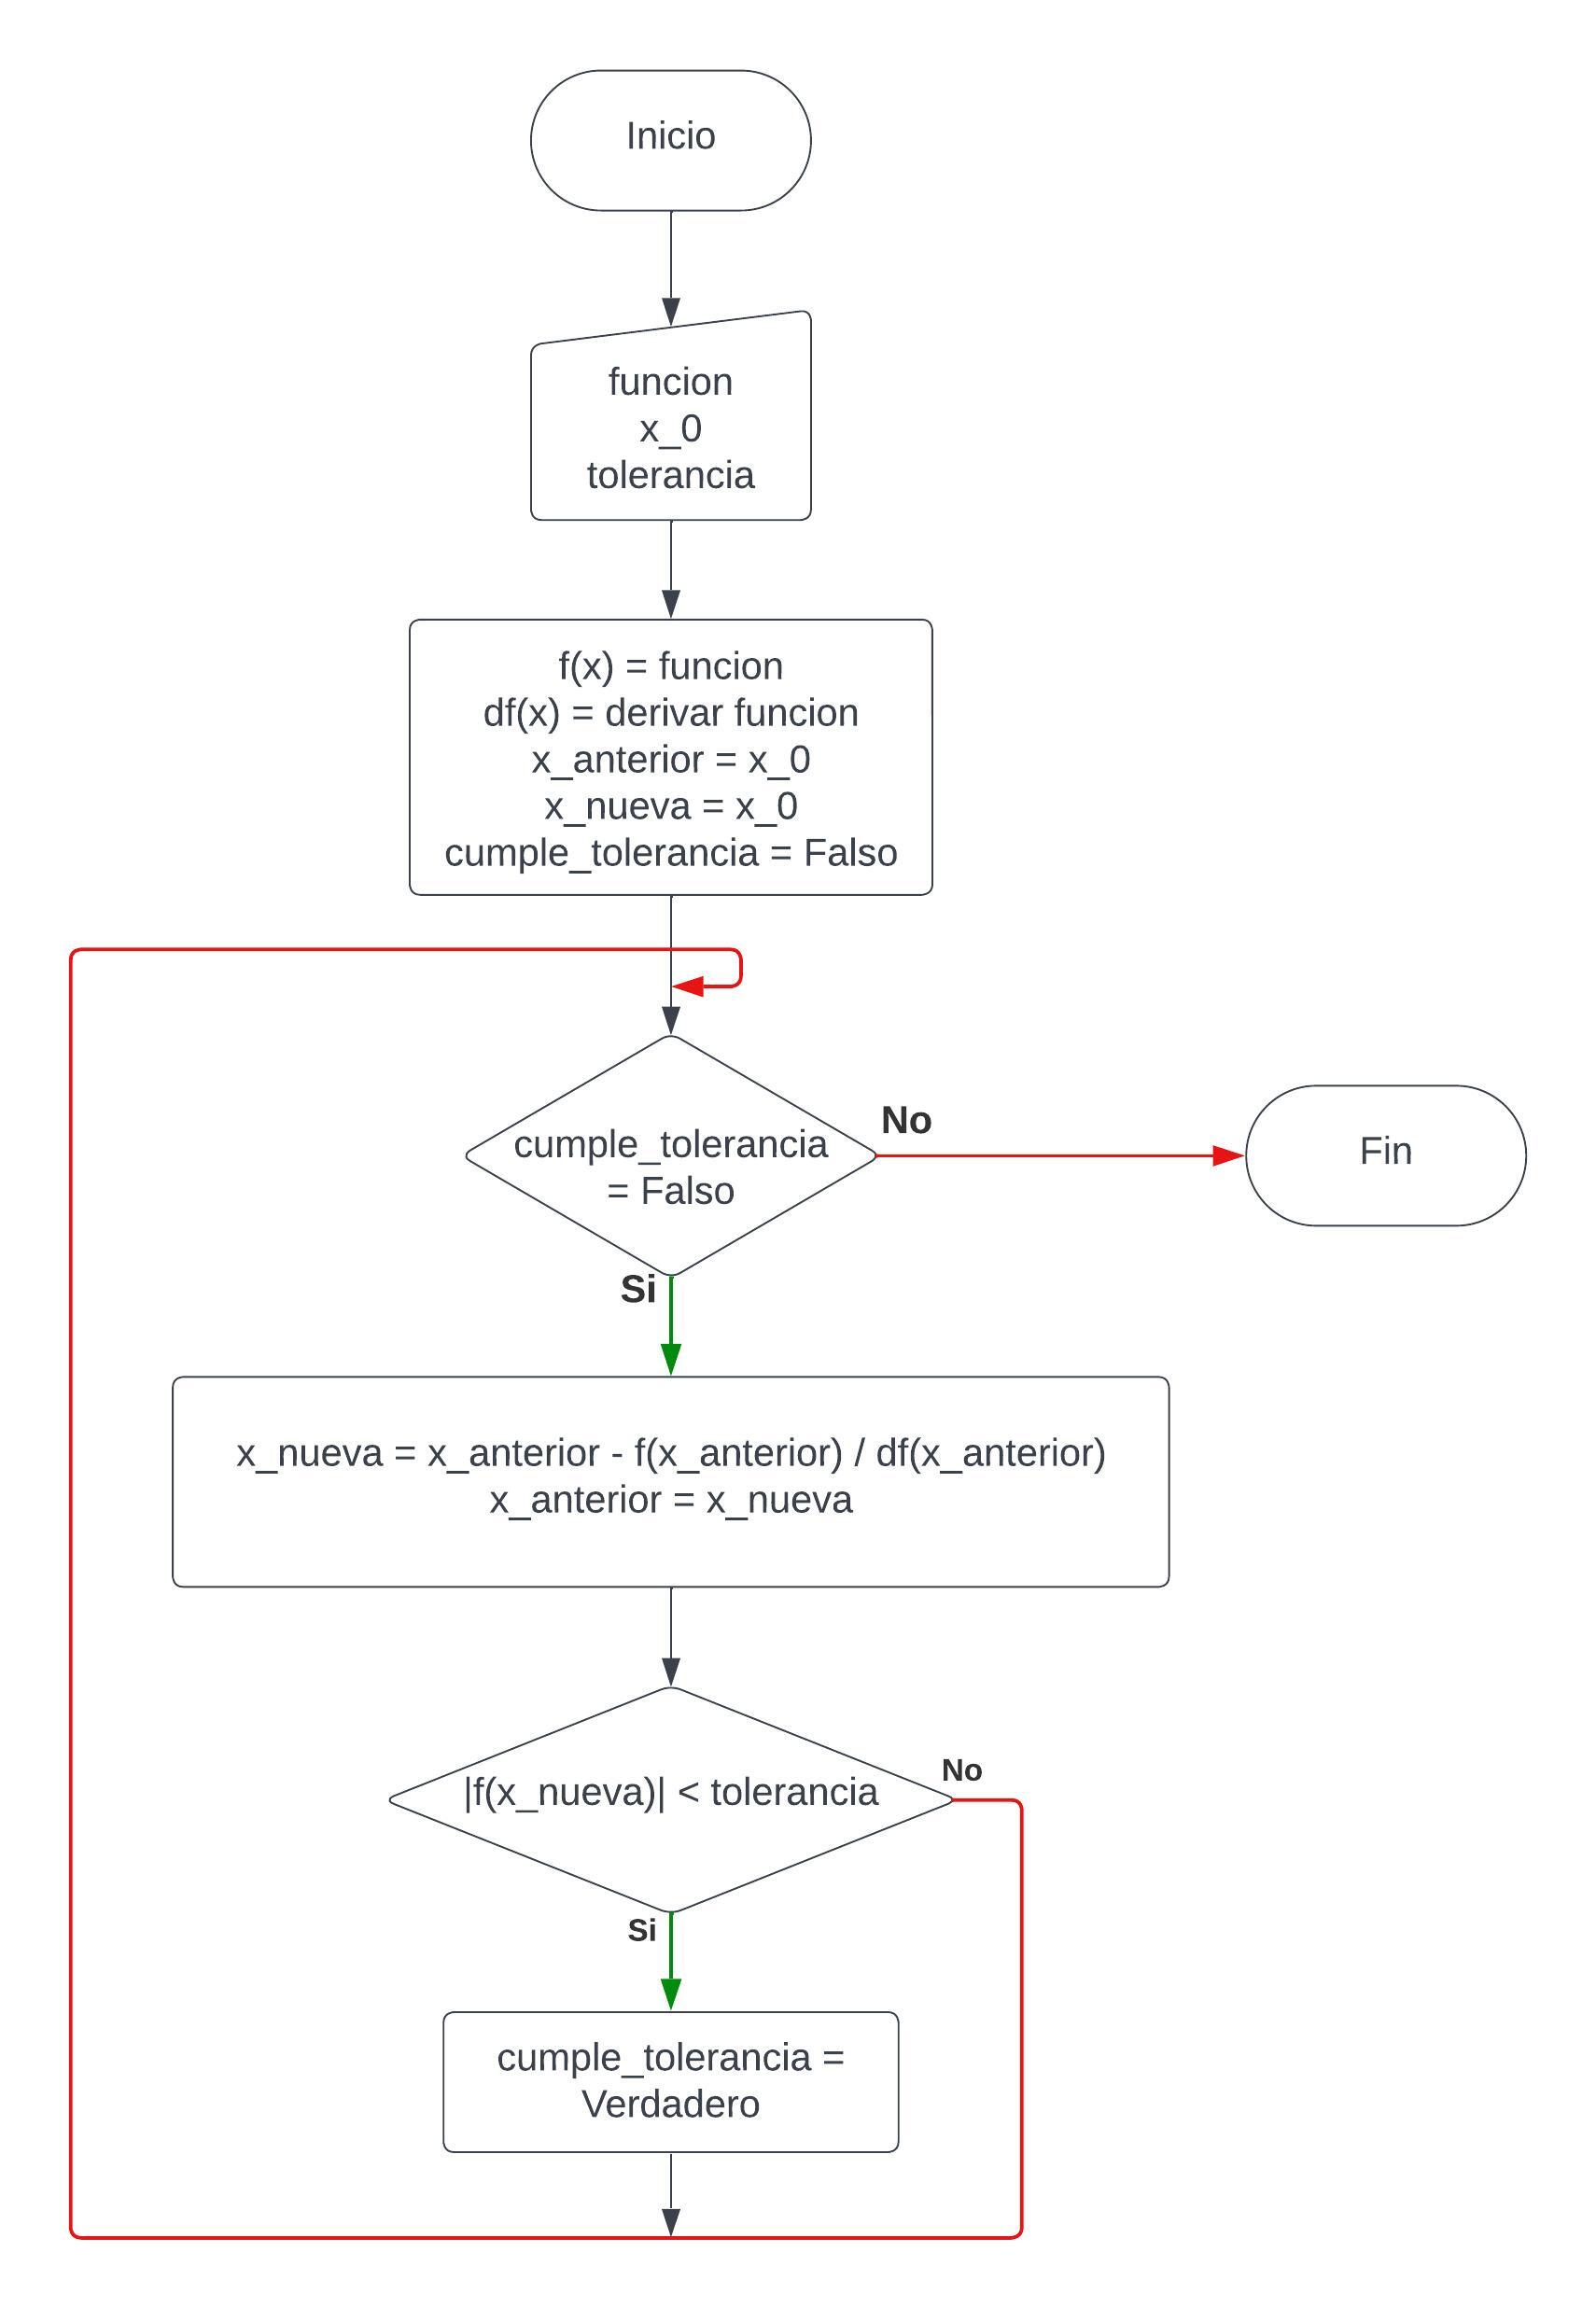 Inicio
funcion
x_0
tolerancia
f(x) = funcion
df(x) = derivar funcion
x_anterior = x_0
x_nueva = x_0
cumple_tolerancia = Falso
cumple_tolerancia
= Falso
No
Fin
Si
x_nueva = x_anterior - f(x_anterior) / df(x_anterior)
x_anterior = x_nueva
|f(x_nueva)| < tolerancia
No
Si
cumple_tolerancia =
Verdadero